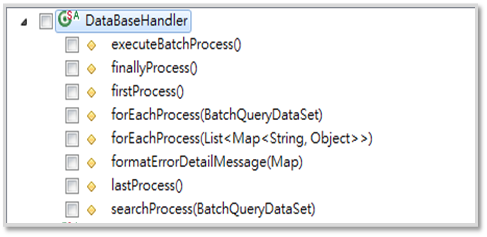 DataBaseHandler
executeBatchProcess()
finallyProcess()
firstProcess()
forEachProcess(BatchQueryDataSet)
forEachProcess(List<Map<String, Object>>)
formatErrorDetailMessage(Map)
lastProcess()
searchProcess(BatchQueryDataSet)